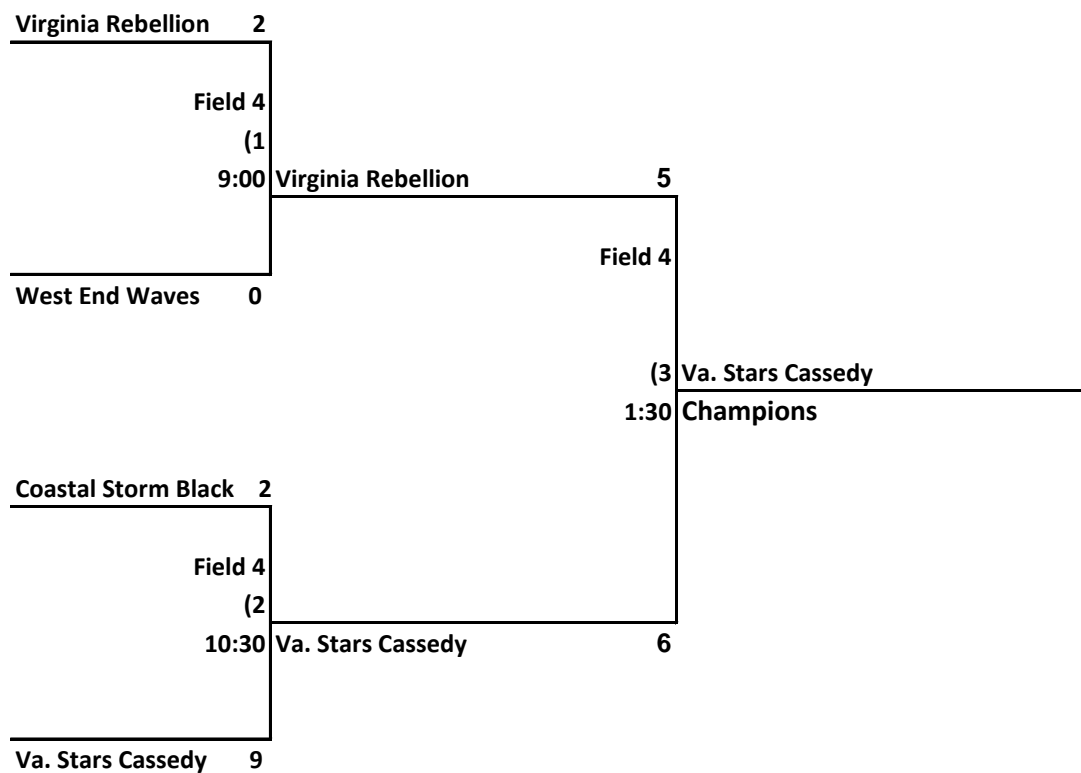 Virginia Rebellion 2
Field 4
(1
9:00 Virginia Rebellion 5
Field 4
West End Waves 0
(3 Va. Stars Cassedy
1:30 Champions
Coastal Storm Black 2
Field 4
(2
10:30 Va. Stars Cassedy 6
Va. Stars Cassedy 9